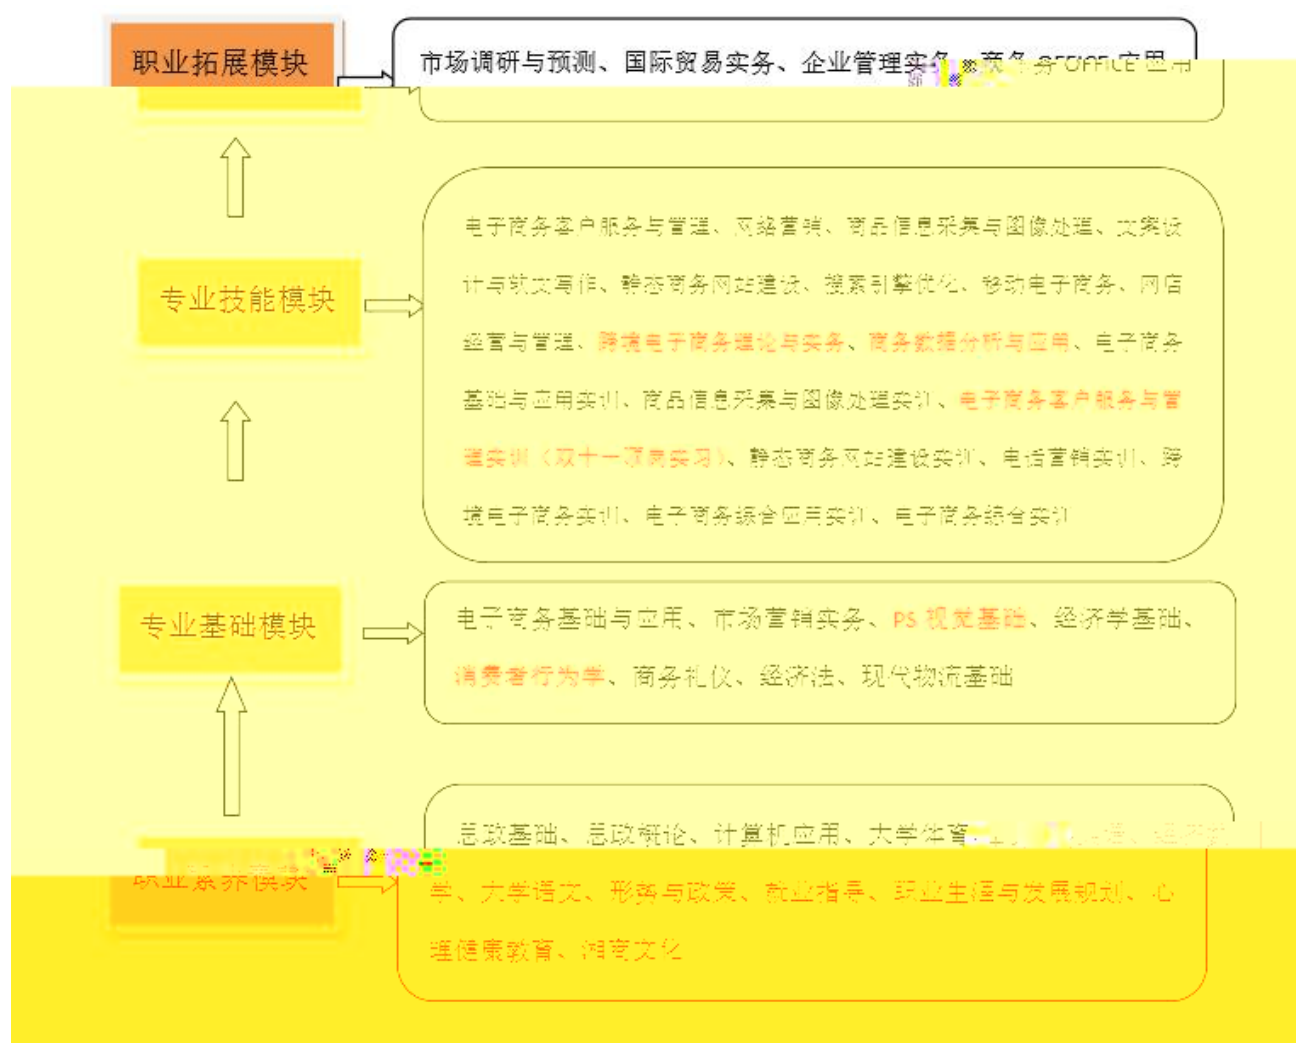 职业拓展模块
市场调研与预测、国际贸易实务、企业管理实务、商务 OFFICE 应用
专业技能模块
电子商务客户服务与管理、网络营销、商品信息采集与图像处理、文案设
计与软文写作、静态商务网站建设、搜索引擎优化、移动电子商务、网店
经营与管理、跨境电子商务理论与实务、商务数据分析与应用、电子商务
基础与应用实训、商品信息采集与图像处理实训、电子商务客户服务与管
理实训（双十一顶岗实习）、静态商务网站建设实训、电话营销实训、跨
境电子商务实训、电子商务综合应用实训、电子商务综合实训
专业基础模块
电子商务基础与应用、市场营销实务、PS 视觉基础、经济学基础、
消费者行为学、商务礼仪、经济法、现代物流基础
职业素养模块
思政基础、思政概论、计算机应用、大学体育、
学、大学语文、形势与政策、就业指导、职业生涯与发展规划、心
理健康教育、湘商文化